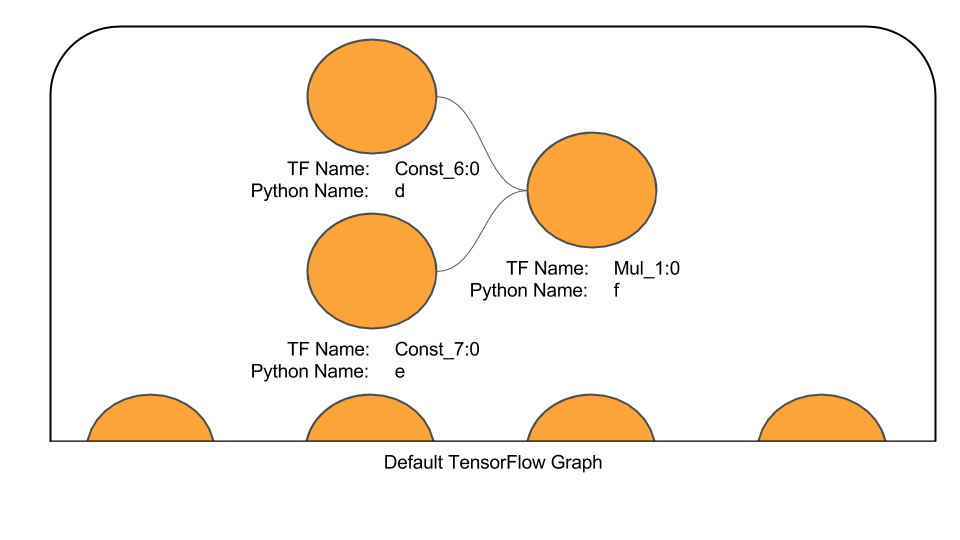 TF Name: Const_6:0
Python Name: d
TF Name: Mul_1:0
Python Name: f
TF Name: Const_7:0
Python Name: e
Default TensorFlow Graph